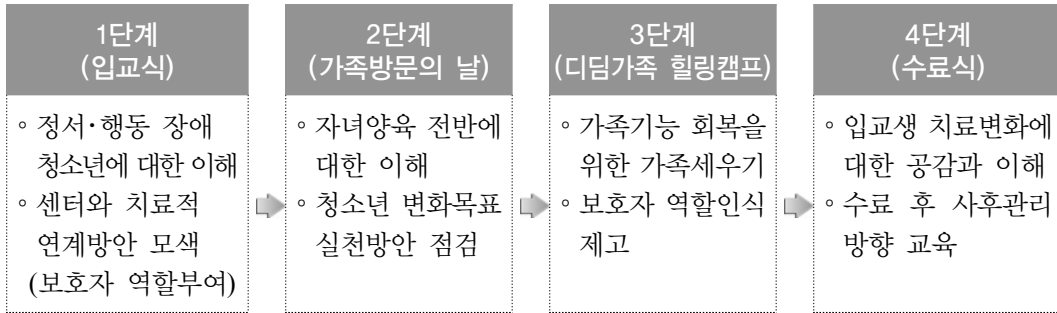 1단계
(입교식)
◦ 정서·행동 장애
청소년에 대한 이해
◦ 센터와 치료적
연계방안 모색
(보호자 역할부여)
2단계
(가족방문의 날)
◦ 자녀양육 전반에
대한 이해
◦ 청소년 변화목표
실천방안 점검
3단계
(디딤가족 힐링캠프)
◦ 가족기능 회복을
위한 가족세우기
◦ 보호자 역할인식
제고
4단계
(수료식)
◦ 입교생 치료변화에
대한 공감과 이해
◦ 수료 후 사후관리
방향 교육